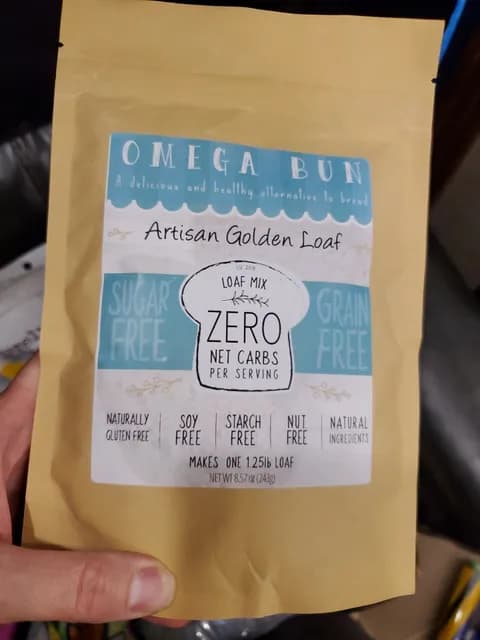 OMEGA BUN
A delicious and healthy alternative to bread
Artisan Golden Loaf
LOAF MIX
SUGAR FREE
ZERO
NET CARBS
PER SERVING
GRAIN FREE
NATURALLY GLUTEN FREE
SOY FREE
STARCH FREE
NUT FREE
NATURAL INGREDIENTS
MAKES ONE 1.25lb LOAF
NET WT 8.57oz (243g)